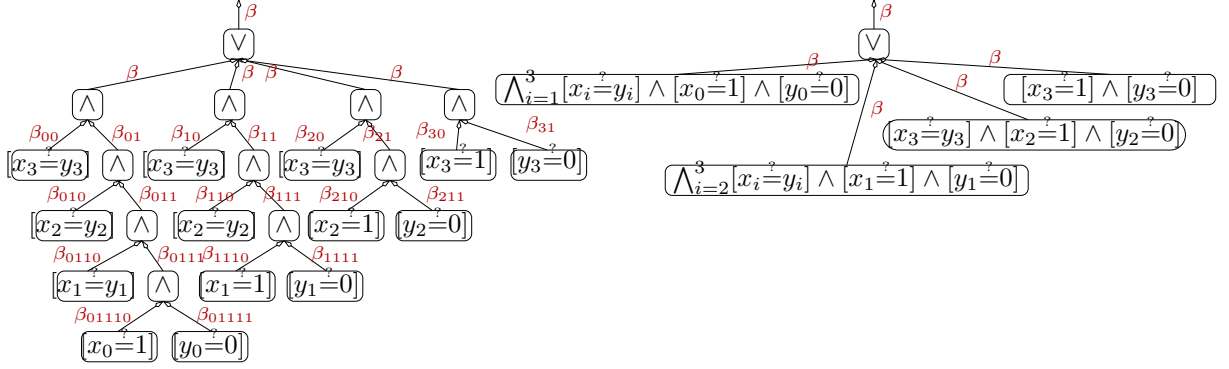 β β
∨ ∨
β β β β β β β
∧ ∧ ∧ ∧ ⋀³ᵢ₌₁[xᵢ≟yᵢ] ∧ [x₀≟1] ∧ [y₀≟0] [x₃≟1] ∧ [y₃≟0]
β₀₀ β₀₁ β₁₀ β₁₁ β₂₀ β₂₁ β₃₀ β₃₁ β
[x₃≟y₃] ∧ [x₃≟y₃] ∧ [x₃≟y₃] ∧ [x₃≟1] [y₃≟0] [x₃≟y₃] ∧ [x₂≟1] ∧ [y₂≟0]
β₀₁₀ β₀₁₁ β₁₁₀ β₁₁₁ β₂₁₀ β₂₁₁ ⋀³ᵢ₌₂[xᵢ≟yᵢ] ∧ [x₁≟1] ∧ [y₁≟0]
[x₂≟y₂] ∧ [x₂≟y₂] ∧ [x₂≟1] [y₂≟0]
β₀₁₁₀ β₀₁₁₁ β₁₁₁₀ β₁₁₁₁
[x₁≟y₁] ∧ [x₁≟1] [y₁≟0]
β₀₁₁₁₀ β₀₁₁₁₁
[x₀≟1] [y₀≟0]